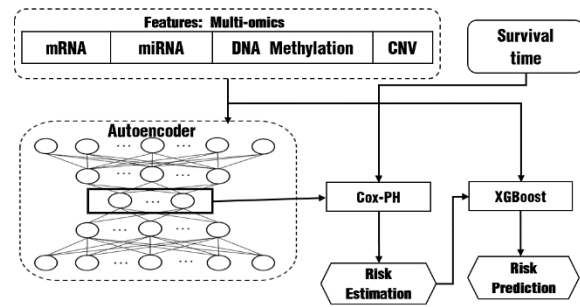 Features: Multi-omics
mRNA
miRNA
DNA Methylation
CNV
Survival
time
Autoencoder
Cox-PH
XGBoost
Risk
Estimation
Risk
Prediction